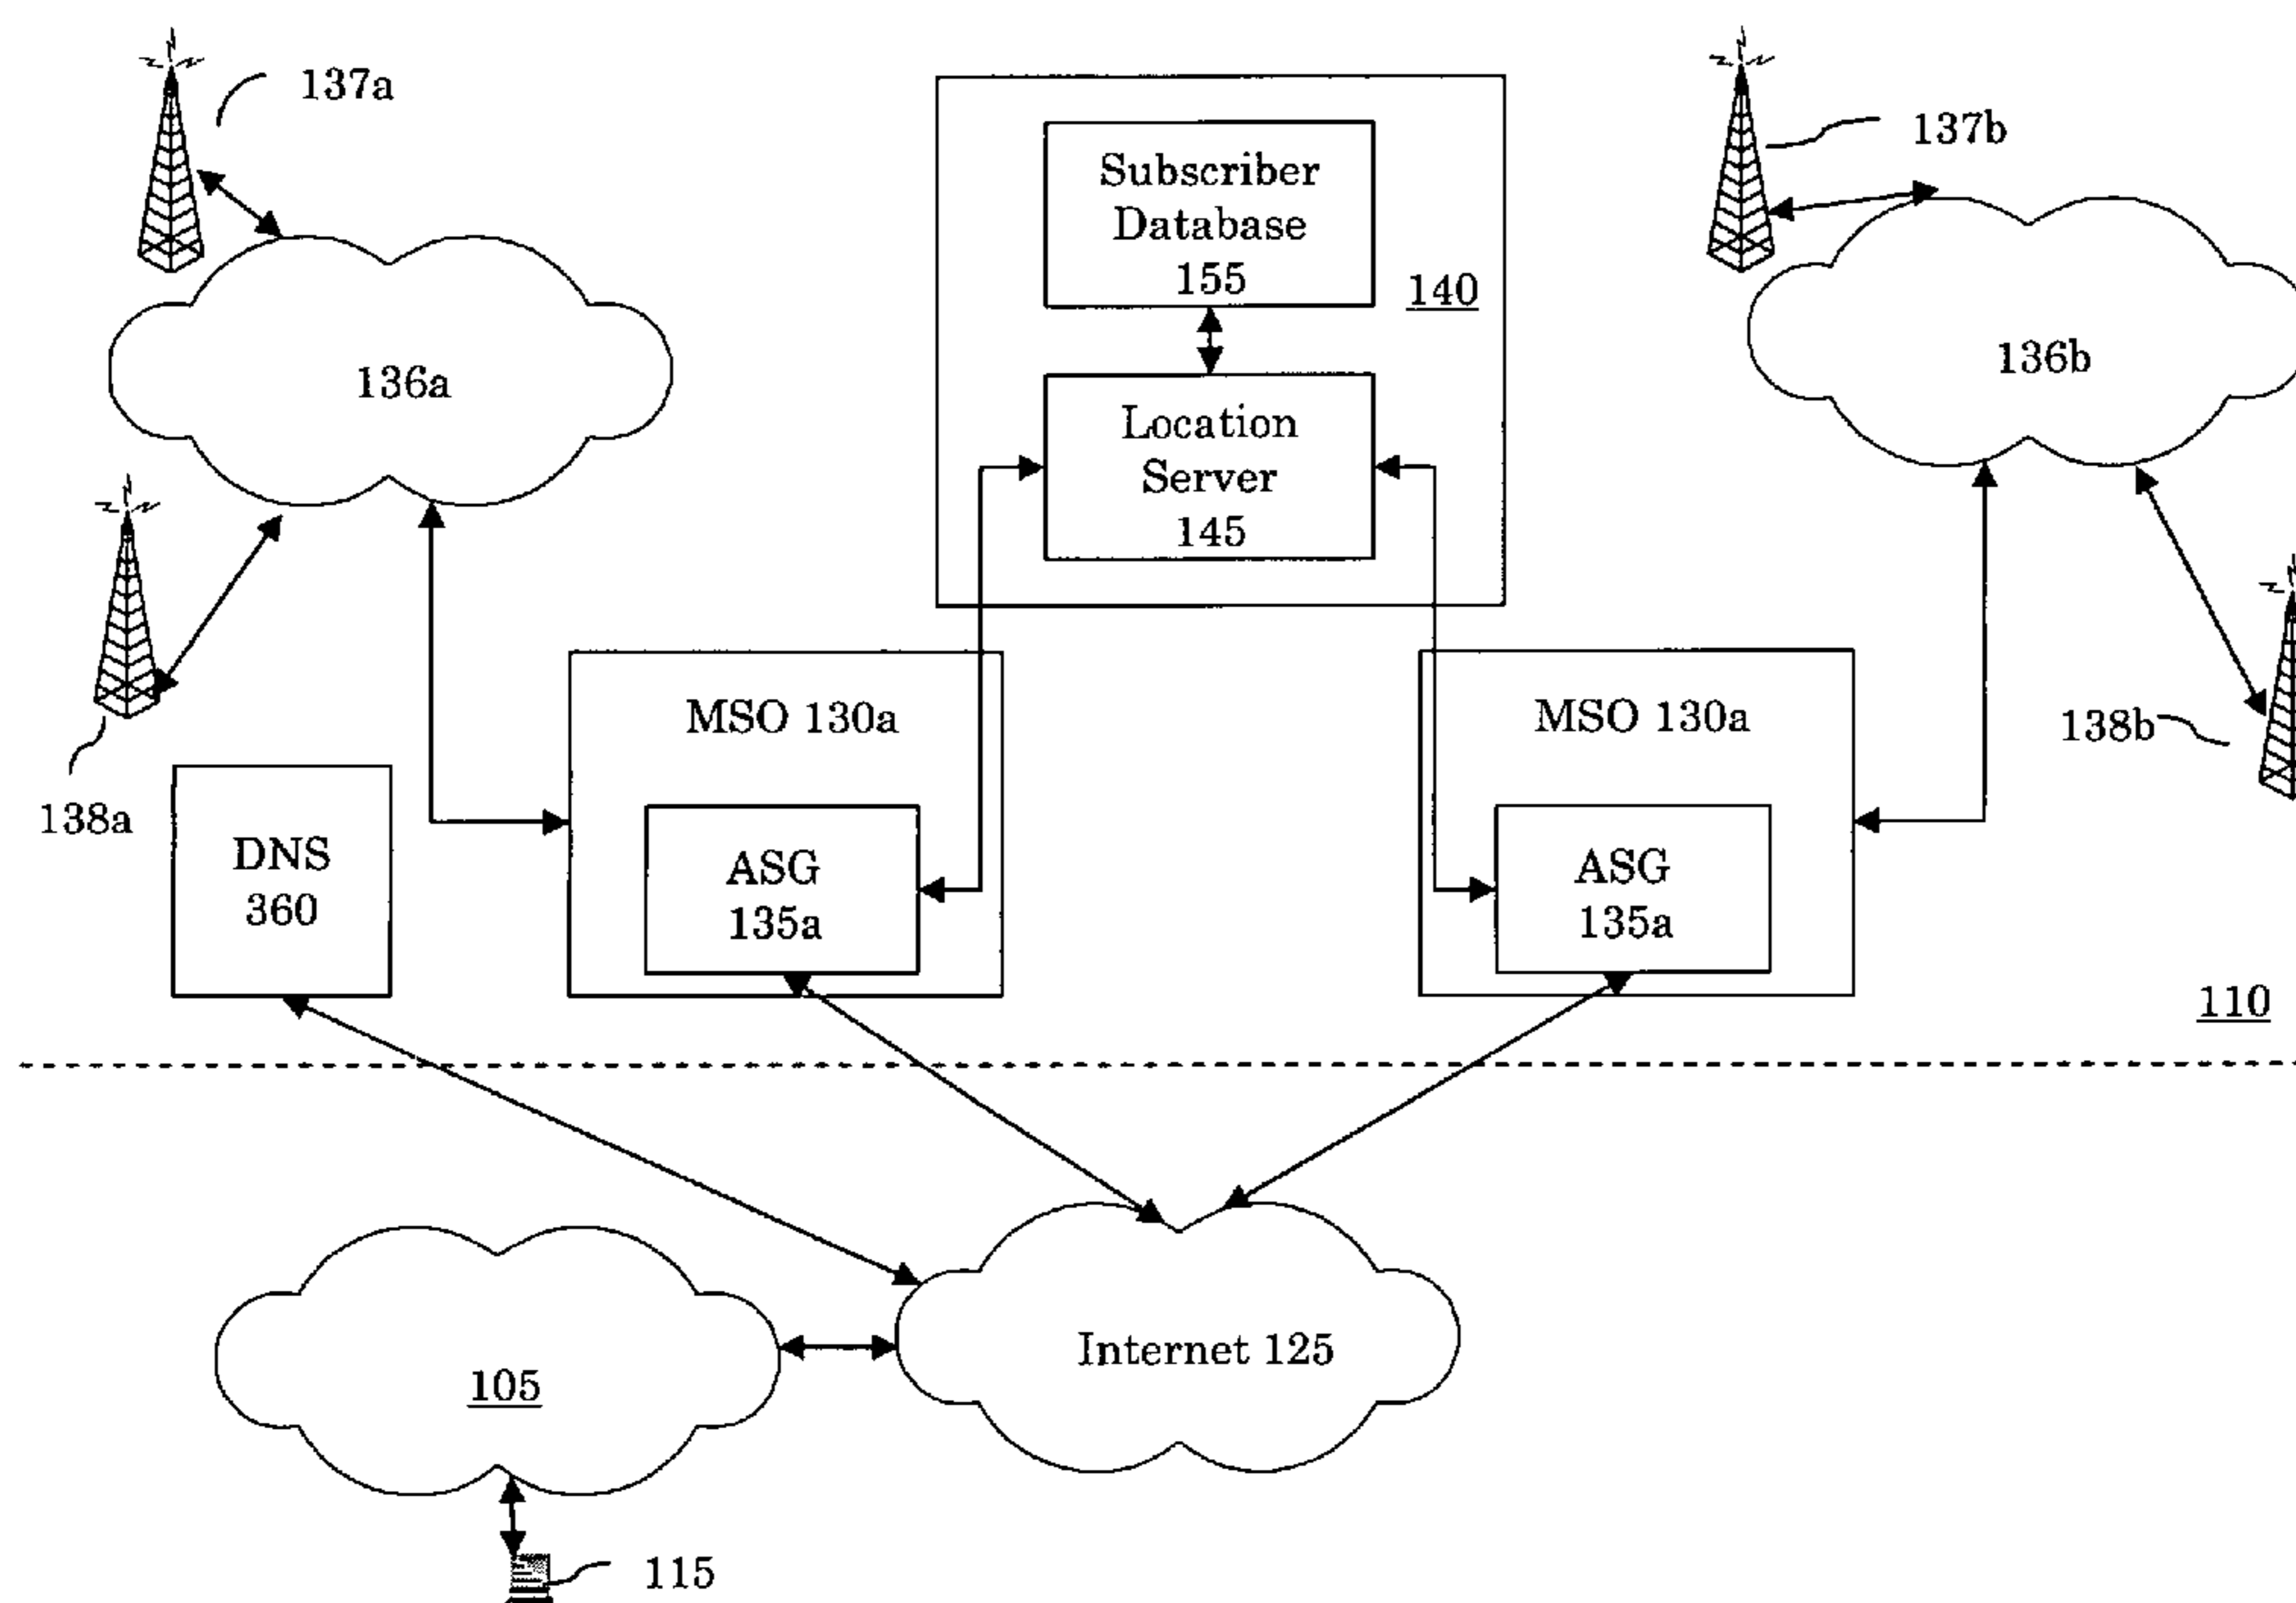 137a
137b
Subscriber
Database
155
140
136a
136b
Location
Server
145
MSO 130a
MSO 130a
138b
138a
DNS
360
ASG
135a
ASG
135a
110
Internet 125
105
115